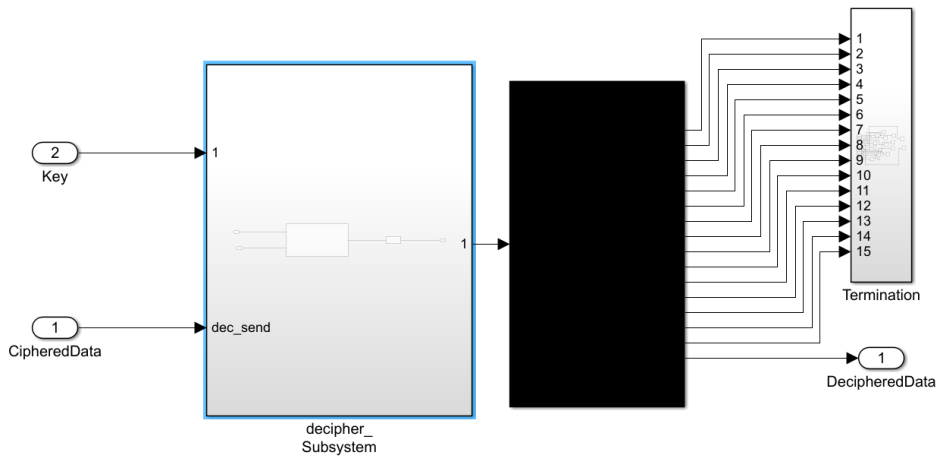 2
Key
1
CipheredData
1
dec_send
1
decipher_
Subsystem
1
2
3
4
5
6
7
8
9
10
11
12
13
14
15
Termination
1
DecipheredData